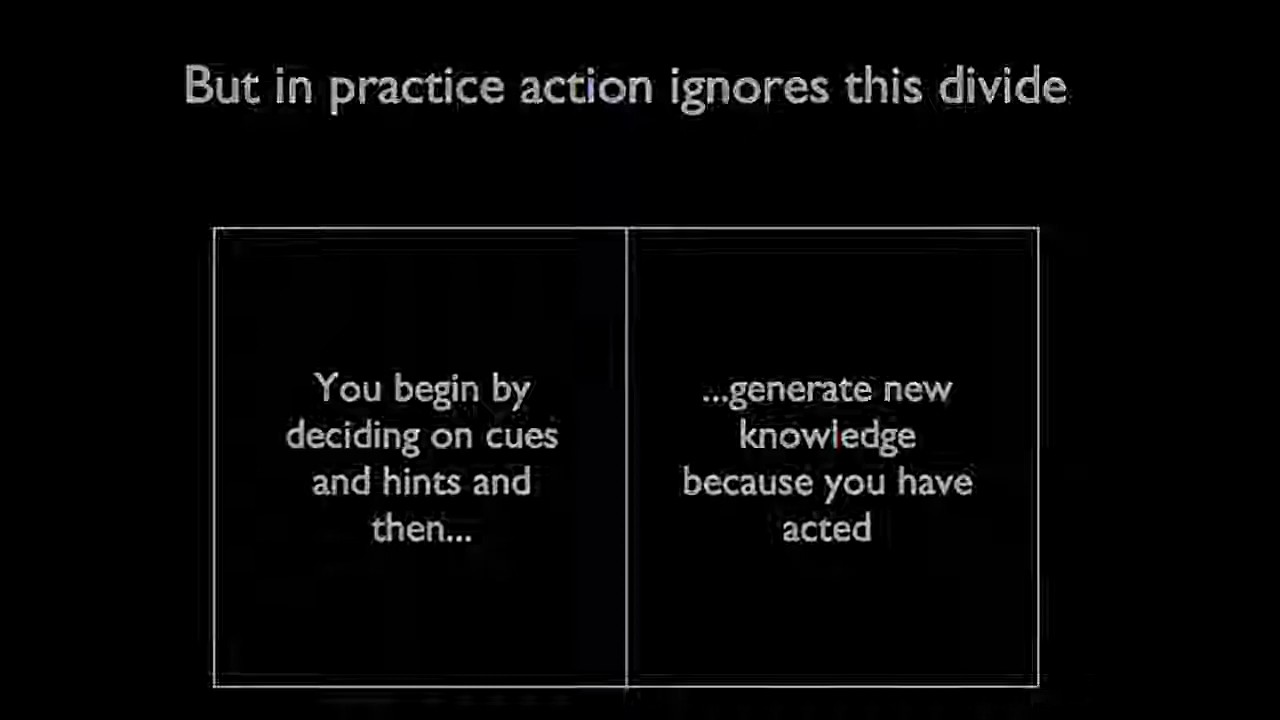 But in practice action ignores this divide
You begin by
deciding on cues
and hints and
then...
...generate new
knowledge
because you have
acted